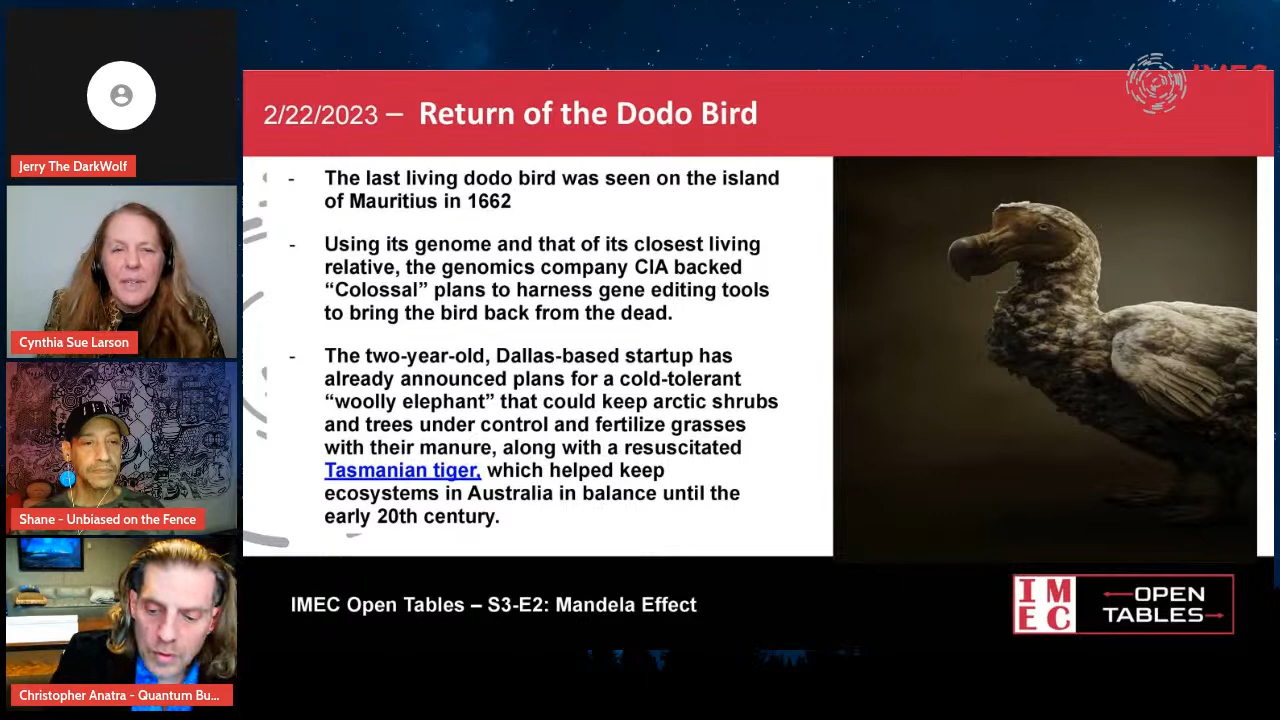 Jerry The DarkWolf
Cynthia Sue Larson
Shane - Unbiased on the Fence
Christopher Anatra - Quantum Bu...
2/22/2023 – Return of the Dodo Bird
IMEC
- The last living dodo bird was seen on the island
of Mauritius in 1662
- Using its genome and that of its closest living
relative, the genomics company CIA backed
“Colossal” plans to harness gene editing tools
to bring the bird back from the dead.
- The two-year-old, Dallas-based startup has
already announced plans for a cold-tolerant
“woolly elephant” that could keep arctic shrubs
and trees under control and fertilize grasses
with their manure, along with a resuscitated
Tasmanian tiger, which helped keep
ecosystems in Australia in balance until the
early 20th century.
IMEC Open Tables – S3-E2: Mandela Effect
IM
EC
OPEN
TABLES